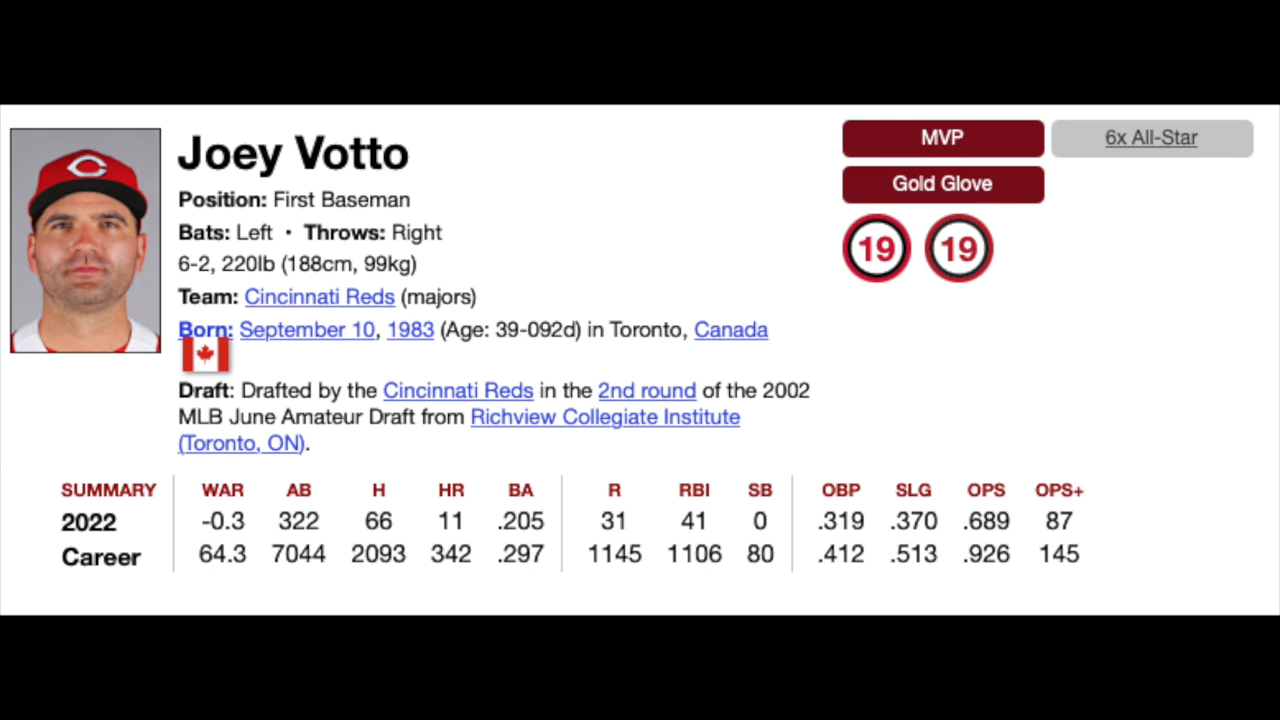 Joey Votto
Position: First Baseman
Bats: Left • Throws: Right
6-2, 220lb (188cm, 99kg)
Team: Cincinnati Reds (majors)
Born: September 10, 1983 (Age: 39-092d) in Toronto, Canada
Draft: Drafted by the Cincinnati Reds in the 2nd round of the 2002
MLB June Amateur Draft from Richview Collegiate Institute
(Toronto, ON).
MVP 6x All-Star
Gold Glove
19 19
SUMMARY WAR AB H HR BA R RBI SB OBP SLG OPS OPS+
2022 -0.3 322 66 11 .205 31 41 0 .319 .370 .689 87
Career 64.3 7044 2093 342 .297 1145 1106 80 .412 .513 .926 145